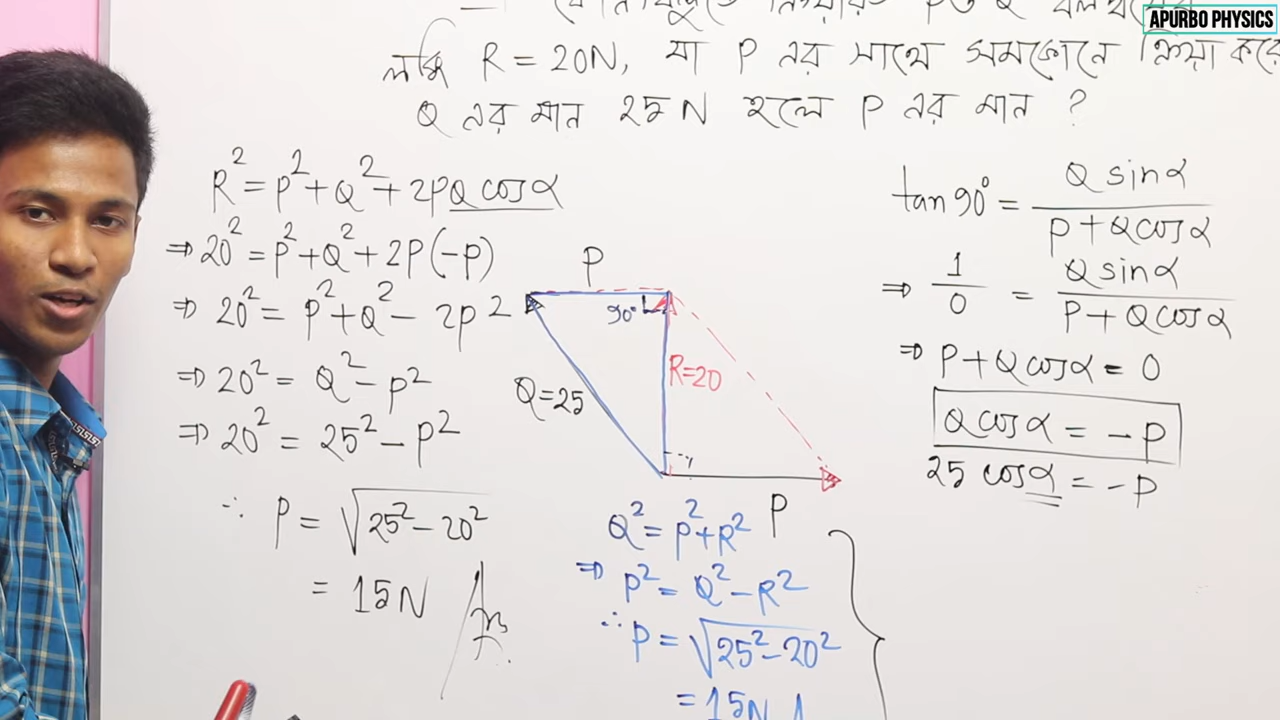 APURBO PHYSICS
লব্ধি R = 20N, যা P এর সাথে সমকোনে ক্রিয়া করে
Q এর মান 25N হলে P এর মান ?
R² = P² + Q² + 2PQ cosα
⇒ 20² = P² + Q² + 2P(-P)
⇒ 20² = P² + Q² - 2P²
⇒ 20² = Q² - P²
⇒ 20² = 25² - P²
∴ P = √25² - 20²
= 15N
Ans.
P
90°
Q = 25
R = 20
P
Q² = P² + R²
⇒ P² = Q² - R²
∴ P = √25² - 20²
= 15N
tan90° = Q sinα / P + Q cosα
⇒ 1 / 0 = Q sinα / P + Q cosα
⇒ P + Q cosα = 0
Q cosα = - P
25 cosα = - P